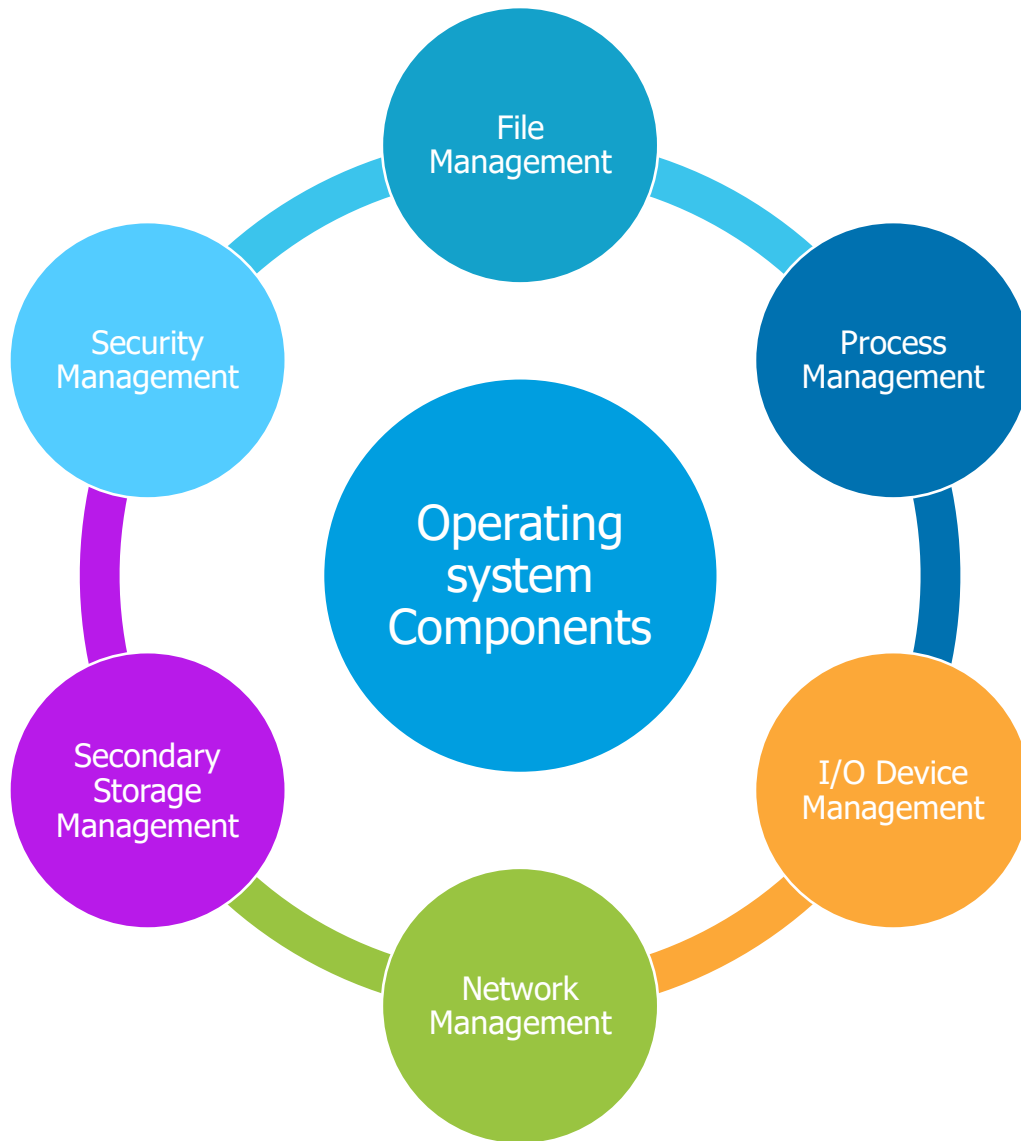 File
Management
Process
Management
I/O Device
Management
Network
Management
Secondary
Storage
Management
Security
Management
Operating
system
Components